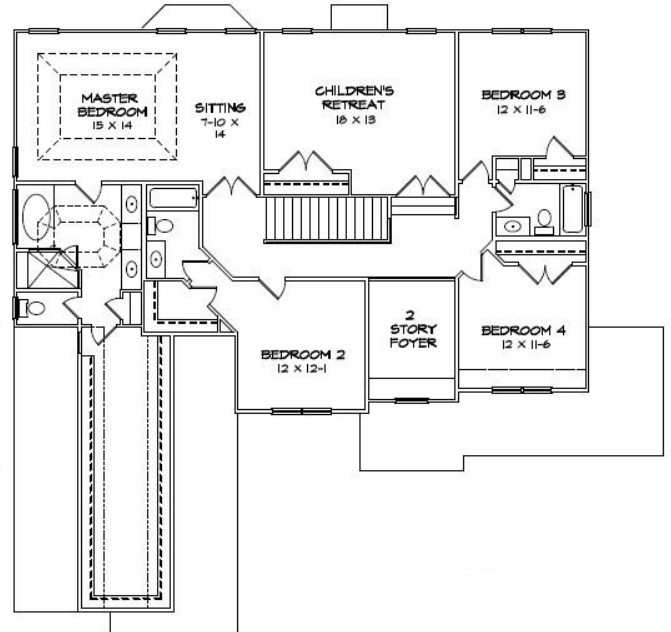 MASTER
BEDROOM
15 X 14
SITTING
7-10 X
14
CHILDREN'S
RETREAT
18 X 13
BEDROOM 3
12 X 11-6
BEDROOM 2
12 X 12-1
2
STORY
FOYER
BEDROOM 4
12 X 11-6